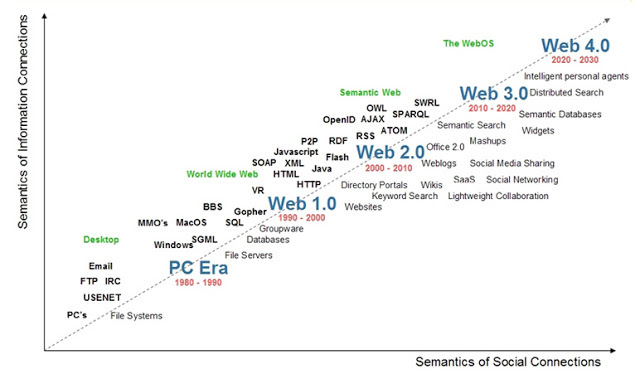 Semantics of Information Connections
The WebOS
Web 4.0
2020 - 2030
Intelligent personal agents
Web 3.0
Distributed Search
2010 - 2020
Semantic Web
SWRL
OWL
SPARQL
Semantic Databases
OpenID
AJAX
Semantic Search
Widgets
ATOM
RSS
P2P
RDF
Mashups
Office 2.0
Javascript
Web 2.0
Flash
2000 - 2010
SOAP
XML
Weblogs
Social Media Sharing
Java
World Wide Web
HTML
SaaS
Social Networking
HTTP
Directory Portals
Wikis
VR
Keyword Search
Lightweight Collaboration
Web 1.0
1990 - 2000
Websites
BBS
Gopher
MMO's
MacOS
SQL
Groupware
Desktop
SGML
Databases
Windows
File Servers
Email
PC Era
1980 - 1990
FTP
IRC
USENET
PC's
File Systems
Semantics of Social Connections